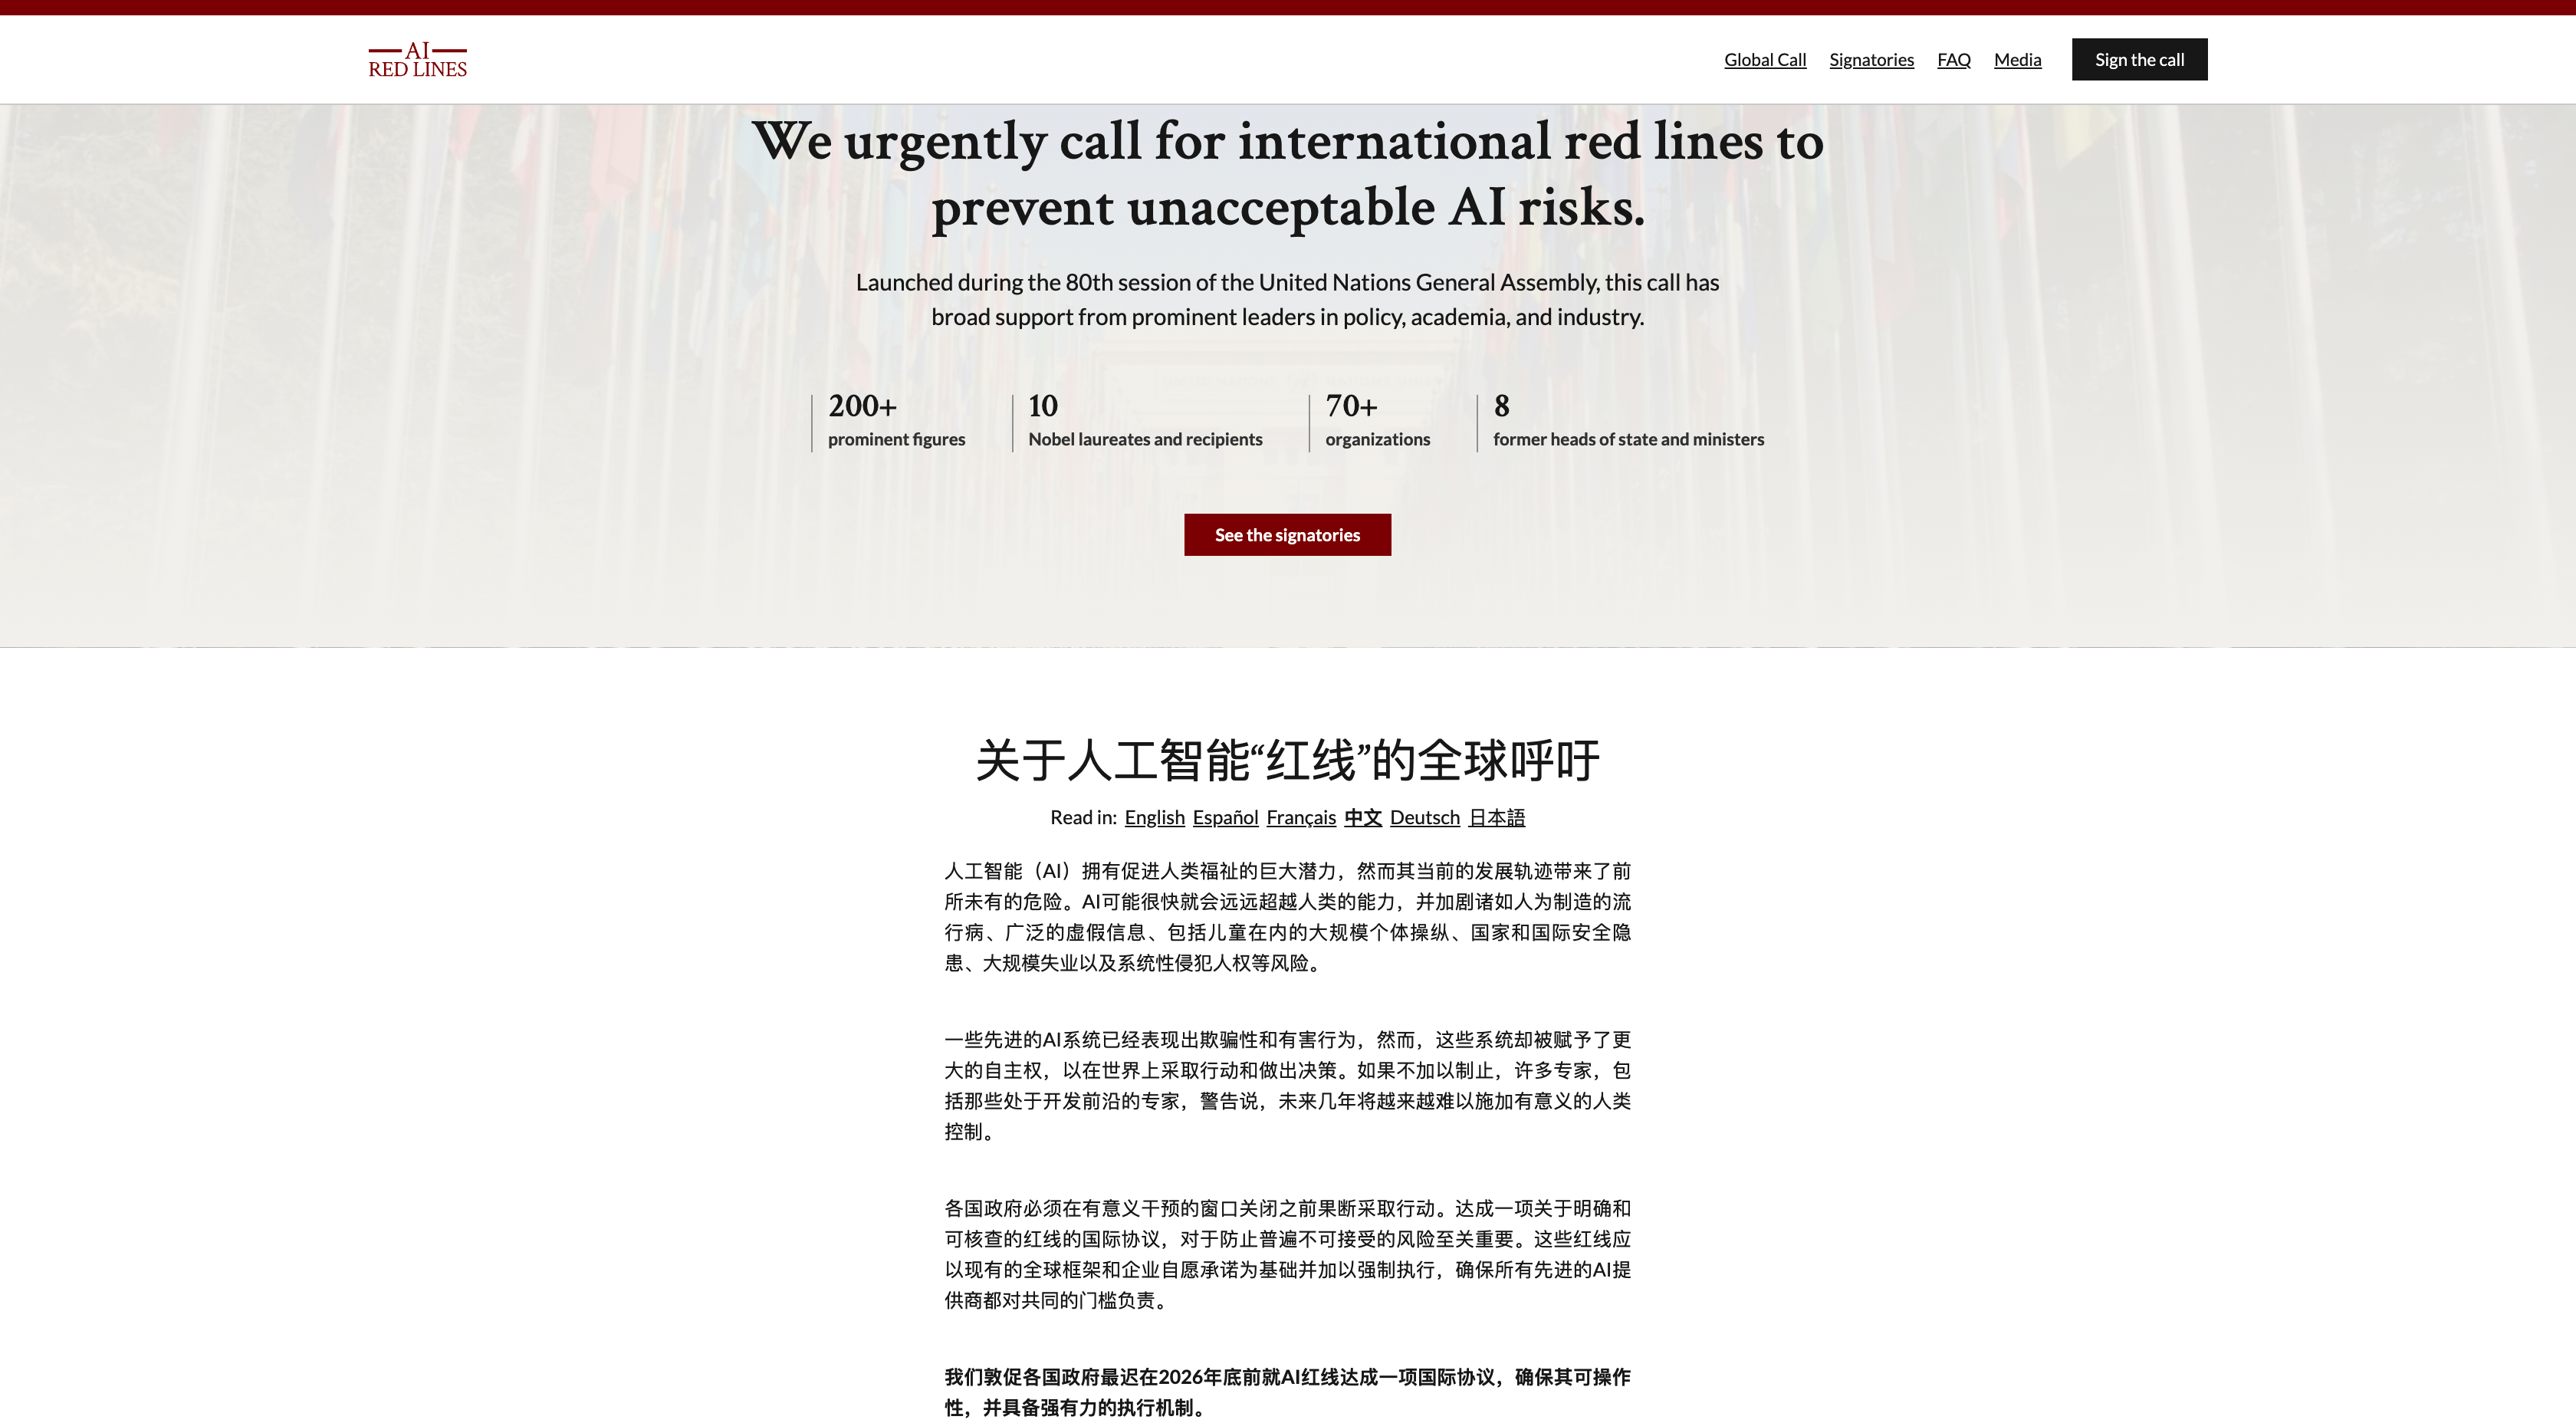 AI
RED LINES
Global Call Signatories FAQ Media Sign the call
We urgently call for international red lines to
prevent unacceptable AI risks.
Launched during the 80th session of the United Nations General Assembly, this call has
broad support from prominent leaders in policy, academia, and industry.
200+
prominent figures
10
Nobel laureates and recipients
70+
organizations
8
former heads of state and ministers
See the signatories
关于人工智能“红线”的全球呼吁
Read in: English Español Français 中文 Deutsch 日本語
人工智能（AI）拥有促进人类福祉的巨大潜力，然而其当前的发展轨迹带来了前
所未有的危险。AI可能很快就会远远超越人类的能力，并加剧诸如人为制造的流
行病、广泛的虚假信息、包括儿童在内的大规模个体操纵、国家和国际安全隐
患、大规模失业以及系统性侵犯人权等风险。
一些先进的AI系统已经表现出欺骗性和有害行为，然而，这些系统却被赋予了更
大的自主权，以在世界上采取行动和做出决策。如果不加以制止，许多专家，包
括那些处于开发前沿的专家，警告说，未来几年将越来越难以施加有意义的人类
控制。
各国政府必须在有意义干预的窗口关闭之前果断采取行动。达成一项关于明确和
可核查的红线的国际协议，对于防止普遍不可接受的风险至关重要。这些红线应
以现有的全球框架和企业自愿承诺为基础并加以强制执行，确保所有先进的AI提
供商都对共同的门槛负责。
我们敦促各国政府最迟在2026年底前就AI红线达成一项国际协议，确保其可操作
性，并具备强有力的执行机制。